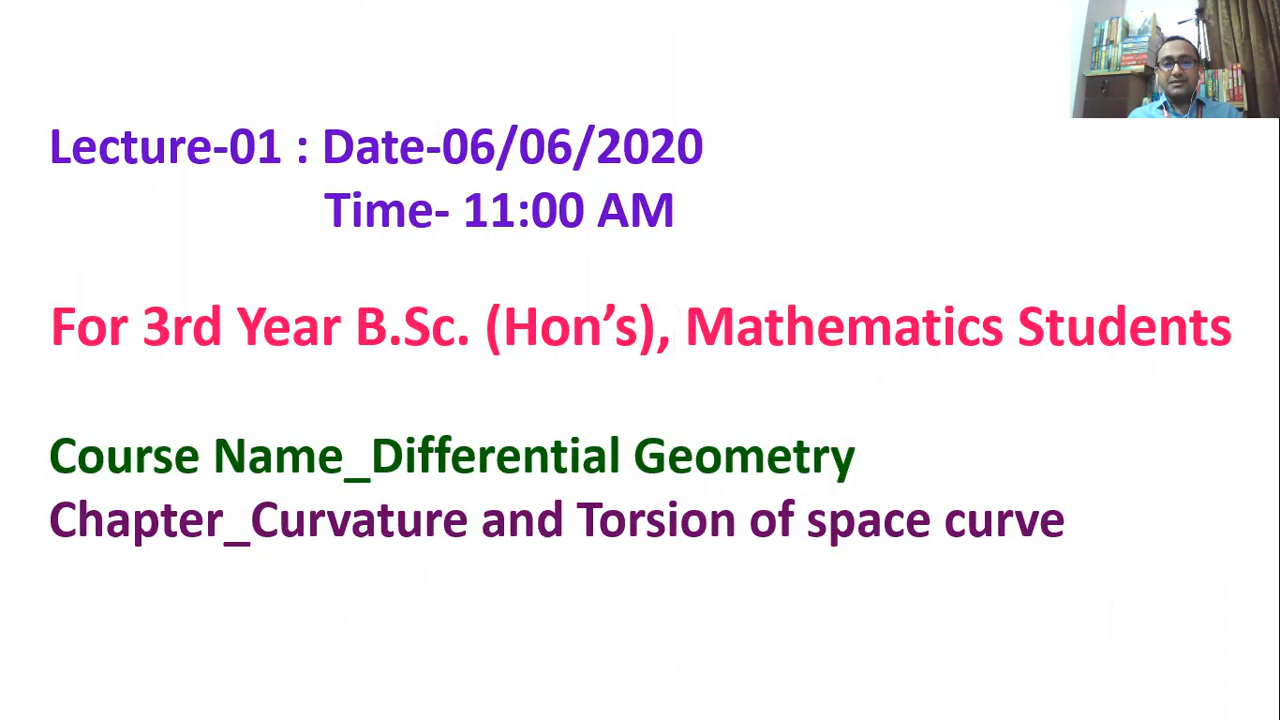 Lecture-01 : Date-06/06/2020
Time- 11:00 AM
For 3rd Year B.Sc. (Hon’s), Mathematics Students
Course Name_Differential Geometry
Chapter_Curvature and Torsion of space curve